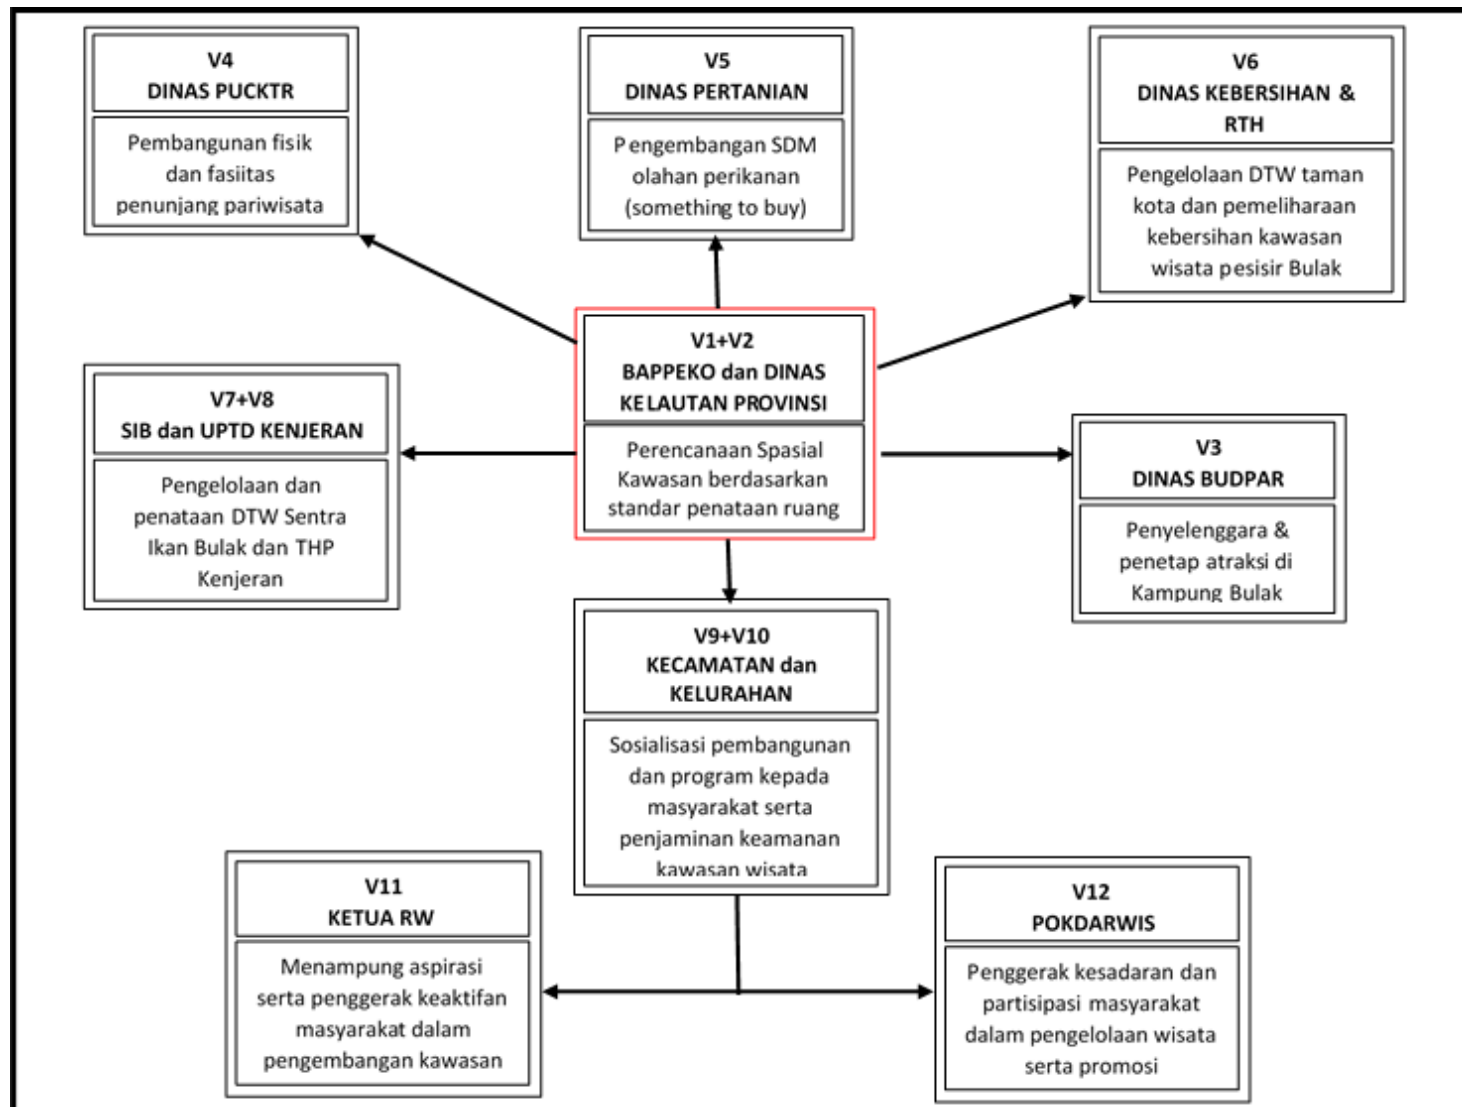 V4
DINAS PUCKTR
Pembangunan fisik
dan fasiitas
penunjang pariwisata
V5
DINAS PERTANIAN
Pengembangan SDM
olahan perikanan
(something to buy)
V6
DINAS KEBERSIHAN &
RTH
Pengelolaan DTW taman
kota dan pemeliharaan
kebersihan kawasan
wisata pesisir Bulak
V1+V2
BAPPEKO dan DINAS
KELAUTAN PROVINSI
Perencanaan Spasial
Kawasan berdasarkan
standar penataan ruang
V7+V8
SIB dan UPTD KENJERAN
Pengelolaan dan
penataan DTW Sentra
Ikan Bulak dan THP
Kenjeran
V3
DINAS BUDPAR
Penyelenggara &
penetap atraksi di
Kampung Bulak
V9+V10
KECAMATAN dan
KELURAHAN
Sosialisasi pembangunan
dan program kepada
masyarakat serta
penjaminan keamanan
kawasan wisata
V11
KETUA RW
Menampung aspirasi
serta penggerak keaktifan
masyarakat dalam
pengembangan kawasan
V12
POKDARWIS
Penggerak kesadaran dan
partisipasi masyarakat
dalam pengelolaan wisata
serta promosi